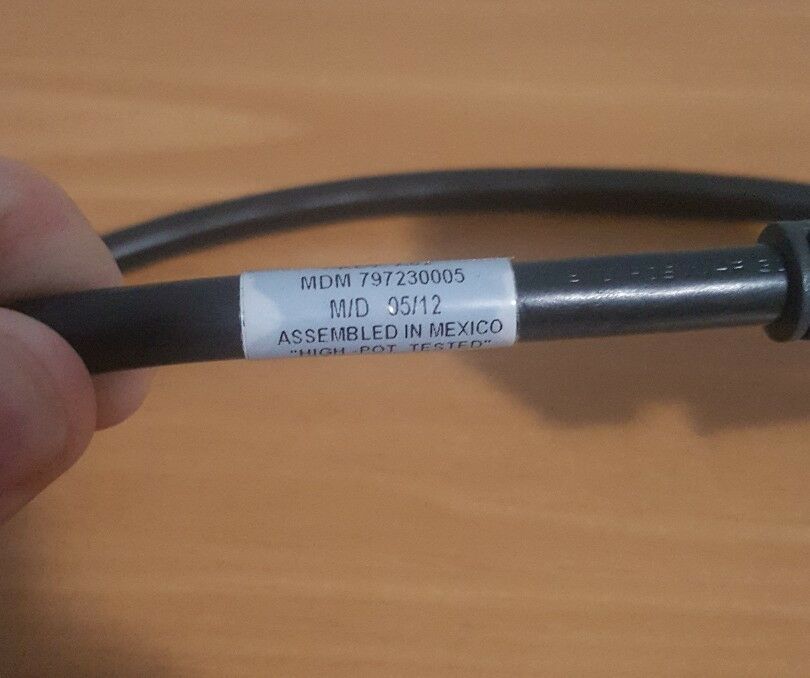 MDM 797230005
M/D 05/12
ASSEMBLED IN MEXICO
"HIGH-POT TESTED"